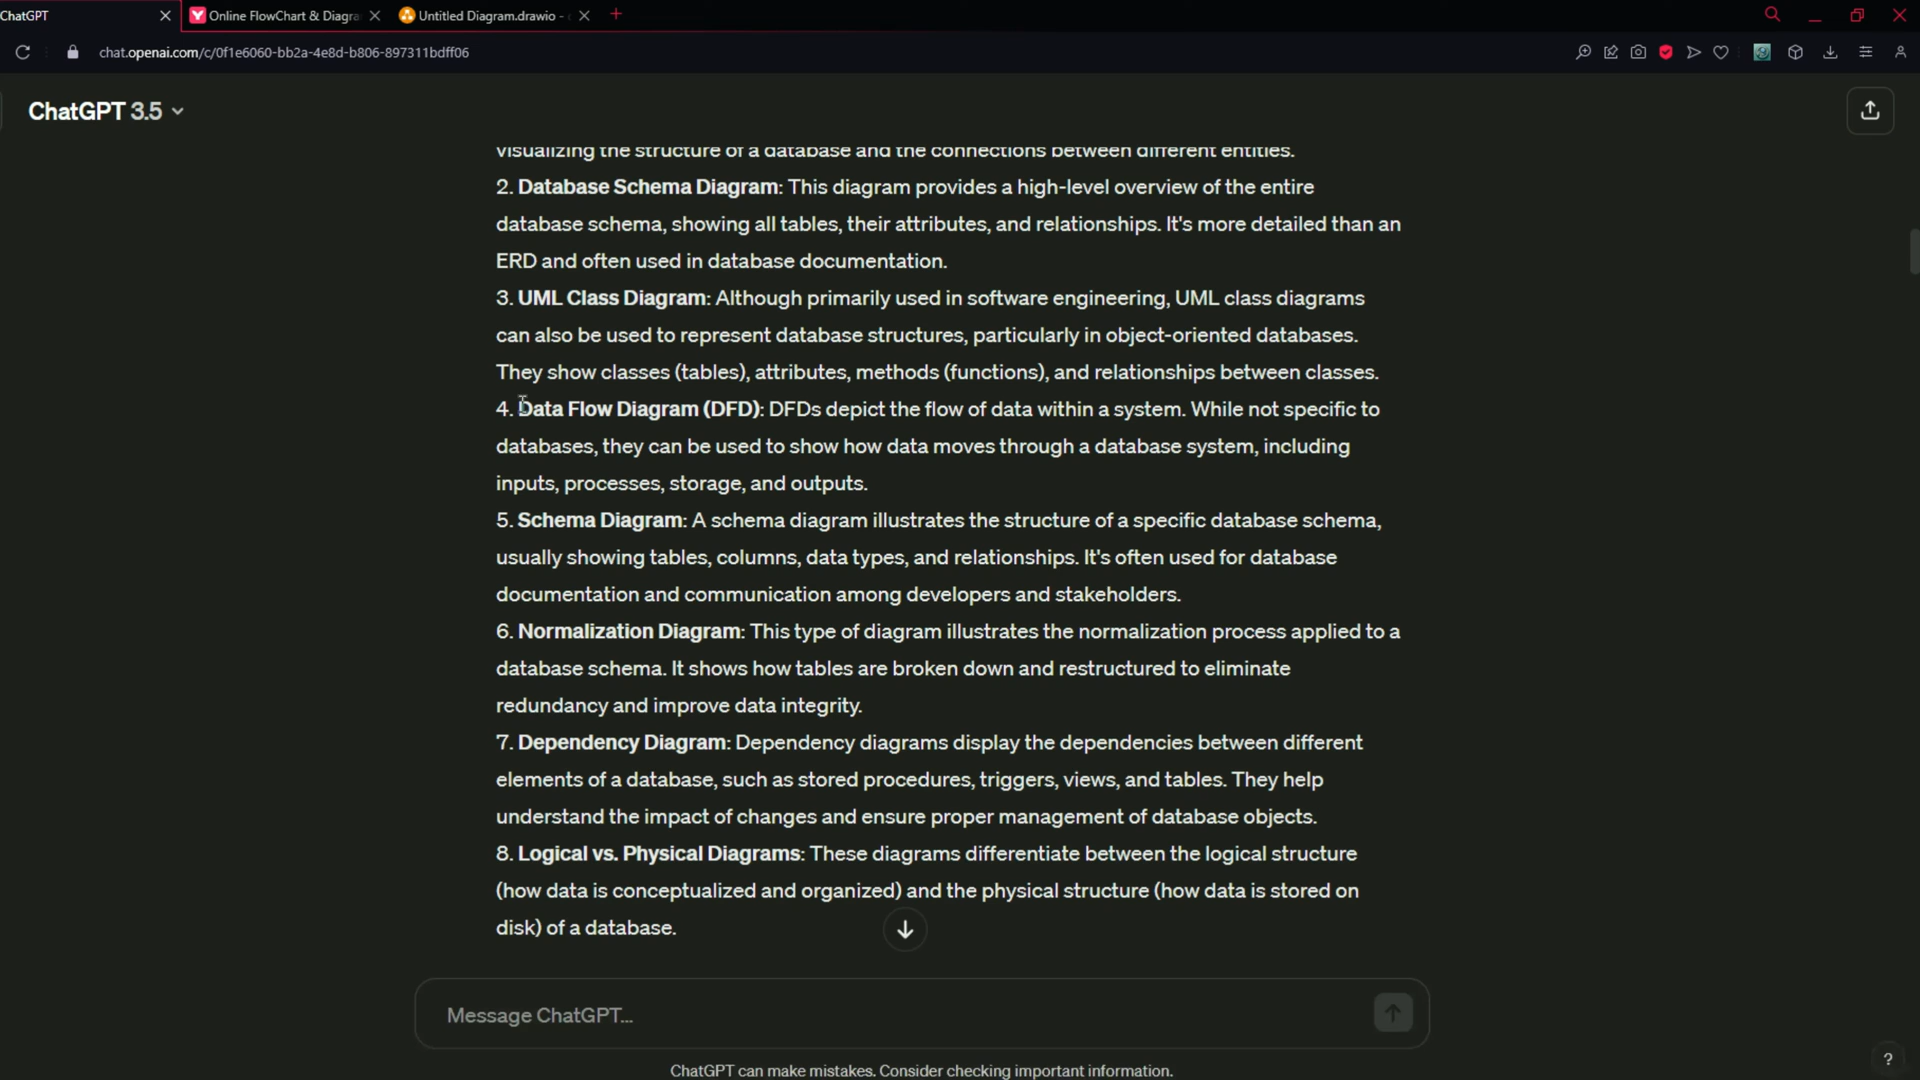 ChatGPT
Online FlowChart & Diagra
Untitled Diagram.drawio -
chat.openai.com/c/0f1e6060-bb2a-4e8d-b806-897311bdff06
ChatGPT 3.5
visualizing the structure of a database and the connections between different entities.
2. Database Schema Diagram: This diagram provides a high-level overview of the entire
database schema, showing all tables, their attributes, and relationships. It's more detailed than an
ERD and often used in database documentation.
3. UML Class Diagram: Although primarily used in software engineering, UML class diagrams
can also be used to represent database structures, particularly in object-oriented databases.
They show classes (tables), attributes, methods (functions), and relationships between classes.
4. Data Flow Diagram (DFD): DFDs depict the flow of data within a system. While not specific to
databases, they can be used to show how data moves through a database system, including
inputs, processes, storage, and outputs.
5. Schema Diagram: A schema diagram illustrates the structure of a specific database schema,
usually showing tables, columns, data types, and relationships. It's often used for database
documentation and communication among developers and stakeholders.
6. Normalization Diagram: This type of diagram illustrates the normalization process applied to a
database schema. It shows how tables are broken down and restructured to eliminate
redundancy and improve data integrity.
7. Dependency Diagram: Dependency diagrams display the dependencies between different
elements of a database, such as stored procedures, triggers, views, and tables. They help
understand the impact of changes and ensure proper management of database objects.
8. Logical vs. Physical Diagrams: These diagrams differentiate between the logical structure
(how data is conceptualized and organized) and the physical structure (how data is stored on
disk) of a database.
Message ChatGPT...
ChatGPT can make mistakes. Consider checking important information.
?